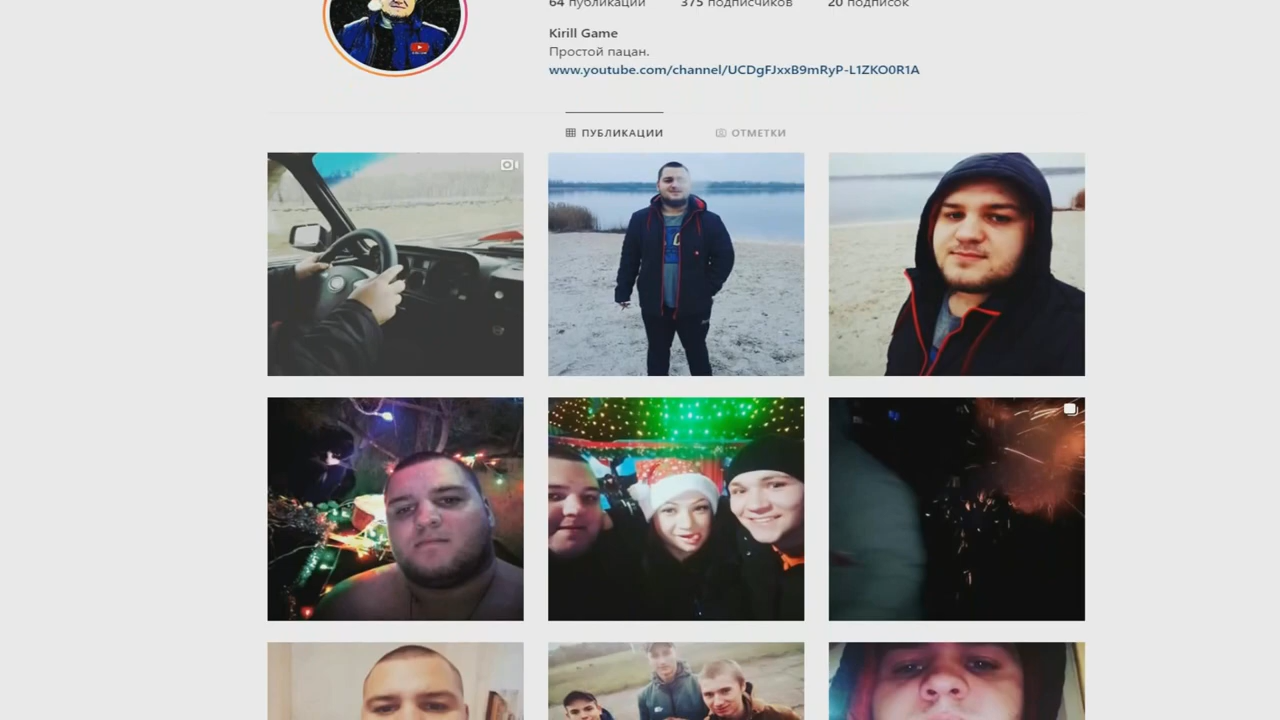 64 публикации 375 подписчиков 20 подписок
Kirill Game
Простой пацан.
www.youtube.com/channel/UCDgFJxxB9mRyP-L1ZKO0R1A
ПУБЛИКАЦИИ ОТМЕТКИ